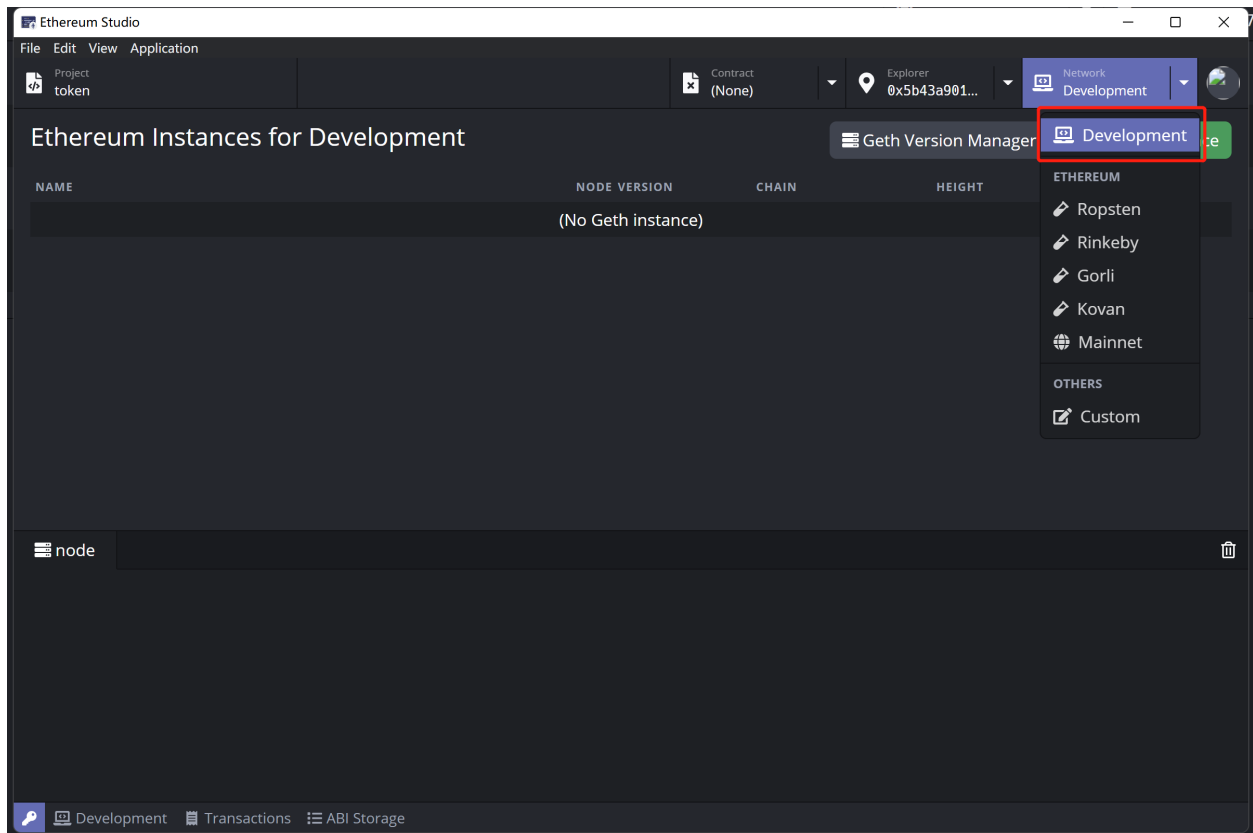 Ethereum Studio
File Edit View Application
Project
token
Contract
(None)
Explorer
0x5b43a901...
Network
Development
Ethereum Instances for Development
Geth Version Manager
Development
ce
NAME NODE VERSION CHAIN HEIGHT
(No Geth instance)
ETHEREUM
Ropsten
Rinkeby
Gorli
Kovan
Mainnet
OTHERS
Custom
node
Development Transactions ABI Storage